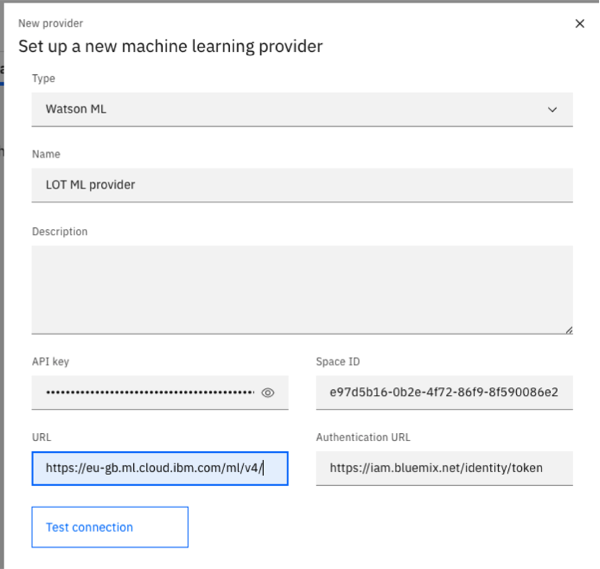 New provider
Set up a new machine learning provider
Type
Watson ML
Name
LOT ML provider
Description
API key
Space ID
••••••••••••••••••••••••••••••••••••••••••
e97d5b16-0b2e-4f72-86f9-8f590086e2
URL
Authentication URL
https://eu-gb.ml.cloud.ibm.com/ml/v4/
https://iam.bluemix.net/identity/token
Test connection